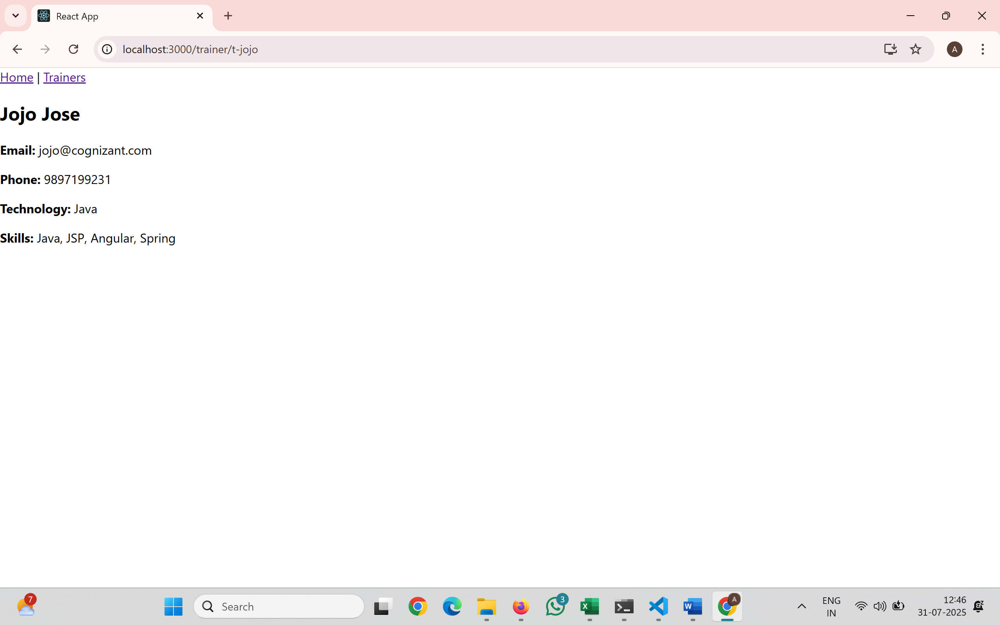 React App
localhost:3000/trainer/t-jojo
A
Home | Trainers
Jojo Jose
Email: jojo@cognizant.com
Phone: 9897199231
Technology: Java
Skills: Java, JSP, Angular, Spring
7
Search
3
X
W
A
ENG
IN
12:46
31-07-2025